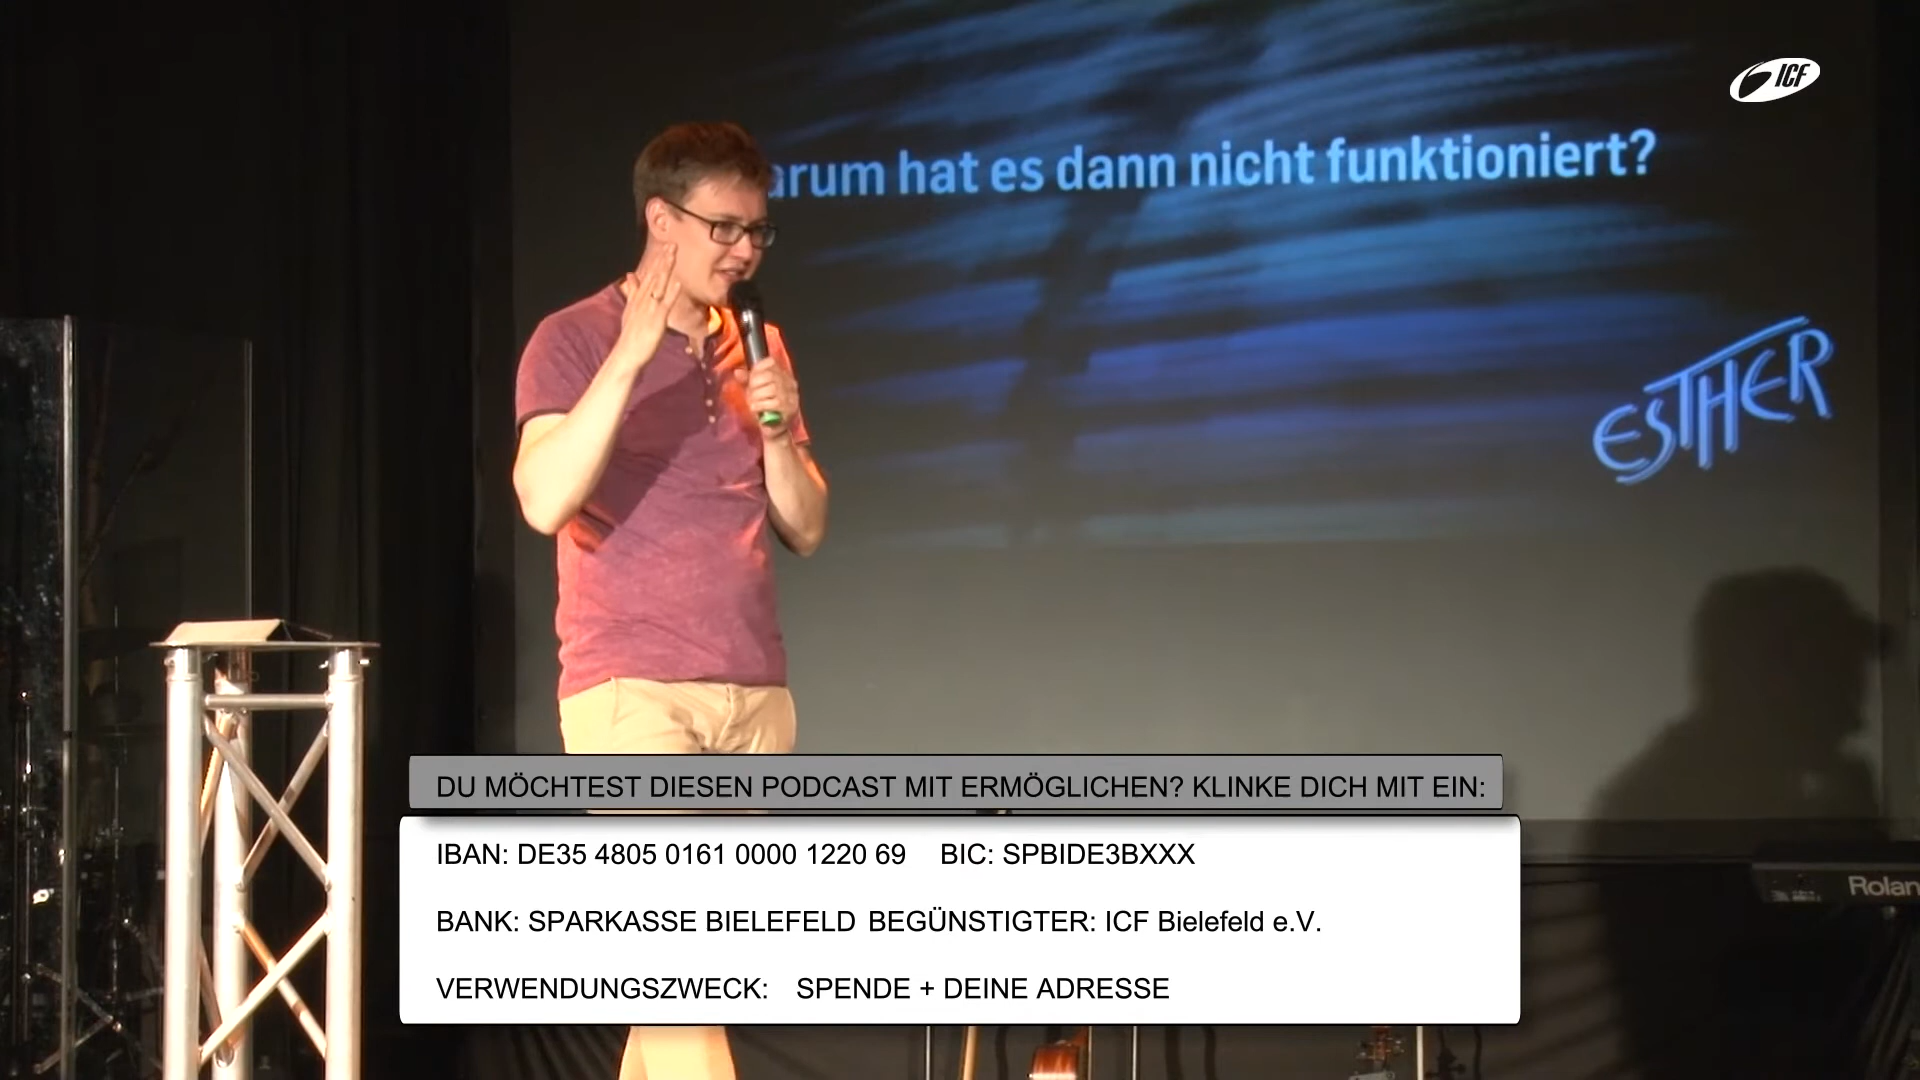 ICF
arum hat es dann nicht funktioniert?
ESTHER
DU MÖCHTEST DIESEN PODCAST MIT ERMÖGLICHEN? KLINKE DICH MIT EIN:
IBAN: DE35 4805 0161 0000 1220 69 BIC: SPBIDE3BXXX
BANK: SPARKASSE BIELEFELD BEGÜNSTIGTER: ICF Bielefeld e.V.
VERWENDUNGSZWECK: SPENDE + DEINE ADRESSE
Rolan